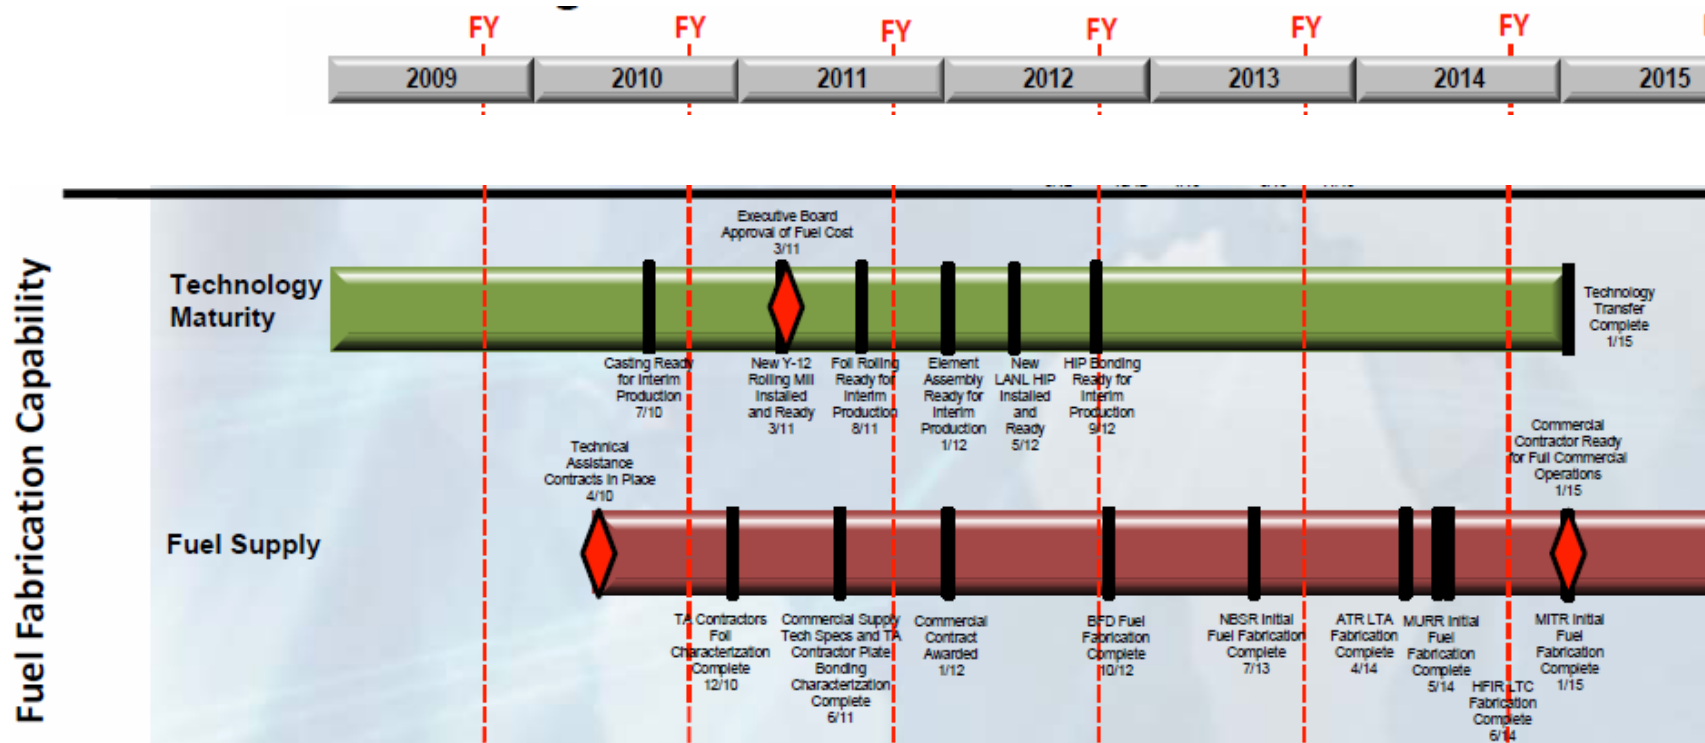 FY FY FY FY FY FY
2009 2010 2011 2012 2013 2014 2015
Fuel Fabrication Capability
Executive Board
Approval of Fuel Cost
3/11
Technology
Maturity
Technology
Transfer
Complete
1/15
Casting Ready
for Interim
Production
7/10
New Y-12
Rolling Mill
Installed
and Ready
3/11
Foil Rolling
Ready for
Interim
Production
8/11
Element
Assembly
Ready for
Interim
Production
1/12
New
LANL HIP
Installed
and
Ready
5/12
HIP Bonding
Ready for
Interim
Production
9/12
Technical
Assistance
Contracts In Place
4/10
Commercial
Contractor Ready
for Full Commercial
Operations
1/15
Fuel Supply
TA Contractors
Foil
Characterization
Complete
12/10
Commercial Supply
Tech Specs and TA
Contractor Plate
Bonding
Characterization
Complete
6/11
Commercial
Contract
Awarded
1/12
BFD Fuel
Fabrication
Complete
10/12
NBSR Initial
Fuel Fabrication
Complete
7/13
ATR LTA
Fabrication
Complete
4/14
MURR Initial
Fuel
Fabrication
Complete
5/14
HFIR LTC
Fabrication
Complete
6/14
MITR Initial
Fuel
Fabrication
Complete
1/15